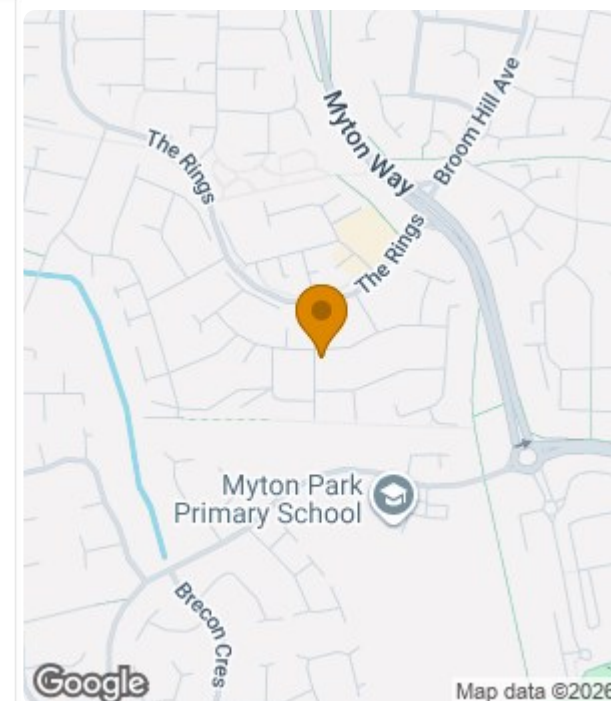 Myton Way
Broom Hill Ave
The Rings
The Rings
Myton Park
Primary School
Brecon Cres
Google
Map data ©2026